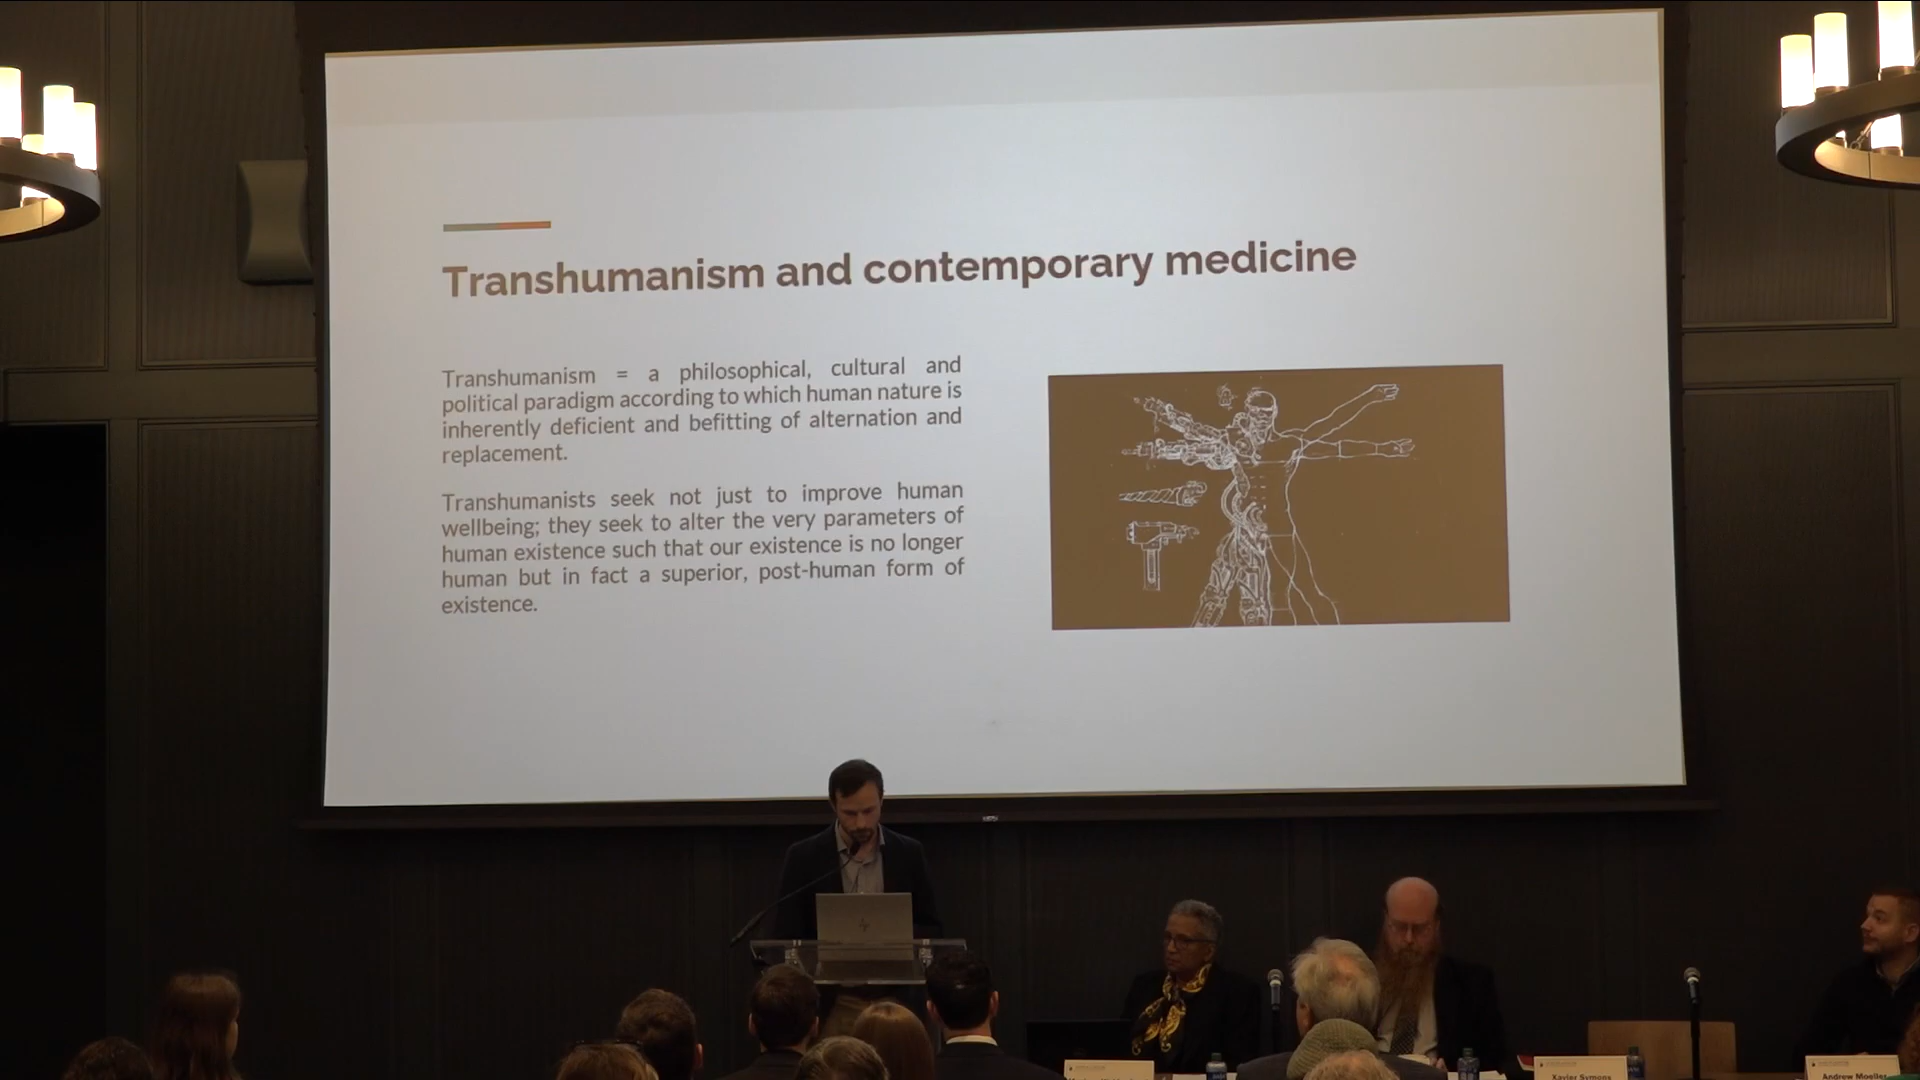 Transhumanism and contemporary medicine
Transhumanism = a philosophical, cultural and
political paradigm according to which human nature is
inherently deficient and befitting of alternation and
replacement.
Transhumanists seek not just to improve human
wellbeing; they seek to alter the very parameters of
human existence such that our existence is no longer
human but in fact a superior, post-human form of
existence.
Xavier Symons
Andrew Moeller